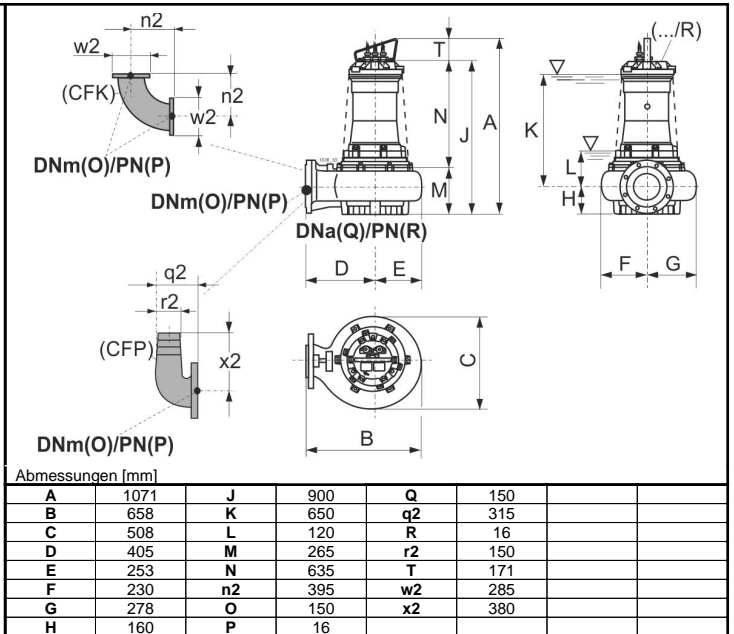 n2
w2
(CFK)
n2
w2
DNm(O)/PN(P)
DNm(O)/PN(P)
DNa(Q)/PN(R)
T
N
J
A
M
D
E
(.../R)
K
L
H
F
G
q2
r2
(CFP)
x2
DNm(O)/PN(P)
C
B
Abmessungen [mm]
A 1071 J 900 Q 150
B 658 K 650 q2 315
C 508 L 120 R 16
D 405 M 265 r2 150
E 253 N 635 T 171
F 230 n2 395 w2 285
G 278 O 150 x2 380
H 160 P 16